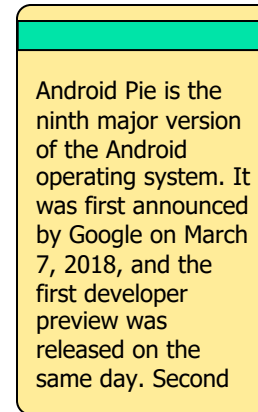 Android Pie is the
ninth major version
of the Android
operating system. It
was first announced
by Google on March
7, 2018, and the
first developer
preview was
released on the
same day. Second